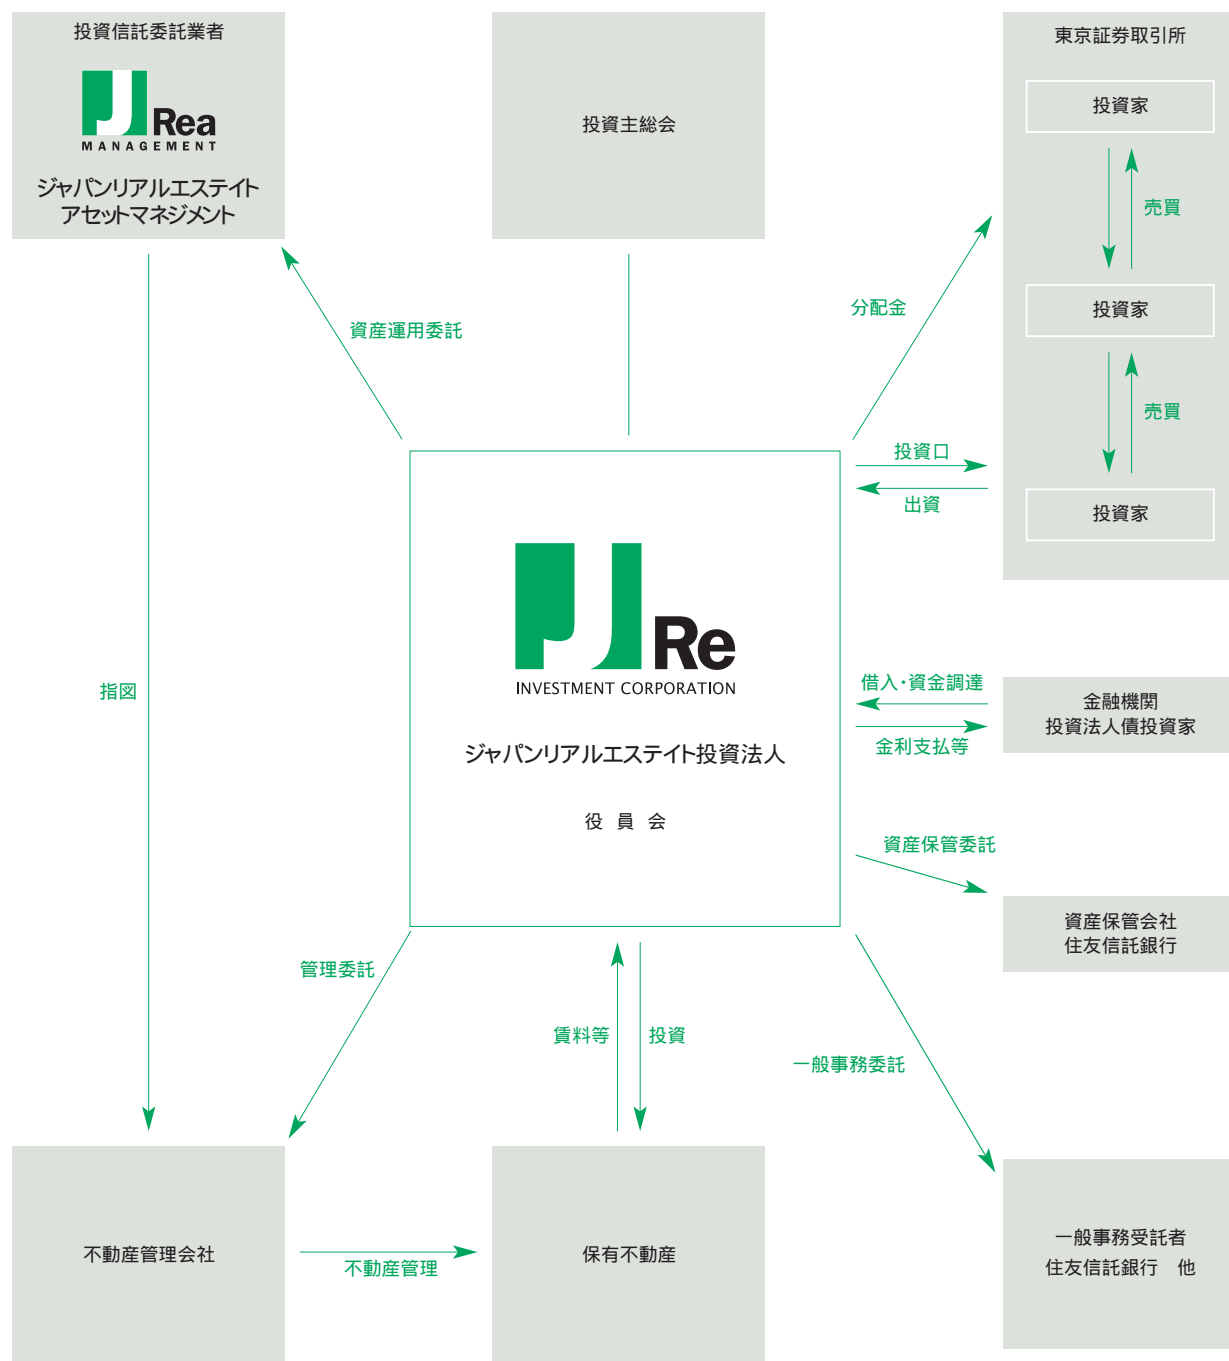 投資信託委託業者
J Rea
MANAGEMENT
ジャパンリアルエステイト
アセットマネジメント
投資主総会
東京証券取引所
投資家
売買
投資家
売買
投資家
資産運用委託
分配金
投資口
出資
指図
J Re
INVESTMENT CORPORATION
ジャパンリアルエステイト投資法人
役 員 会
借入・資金調達
金利支払等
金融機関
投資法人債投資家
資産保管委託
資産保管会社
住友信託銀行
管理委託
賃料等
投資
一般事務委託
不動産管理会社
不動産管理
保有不動産
一般事務受託者
住友信託銀行　他